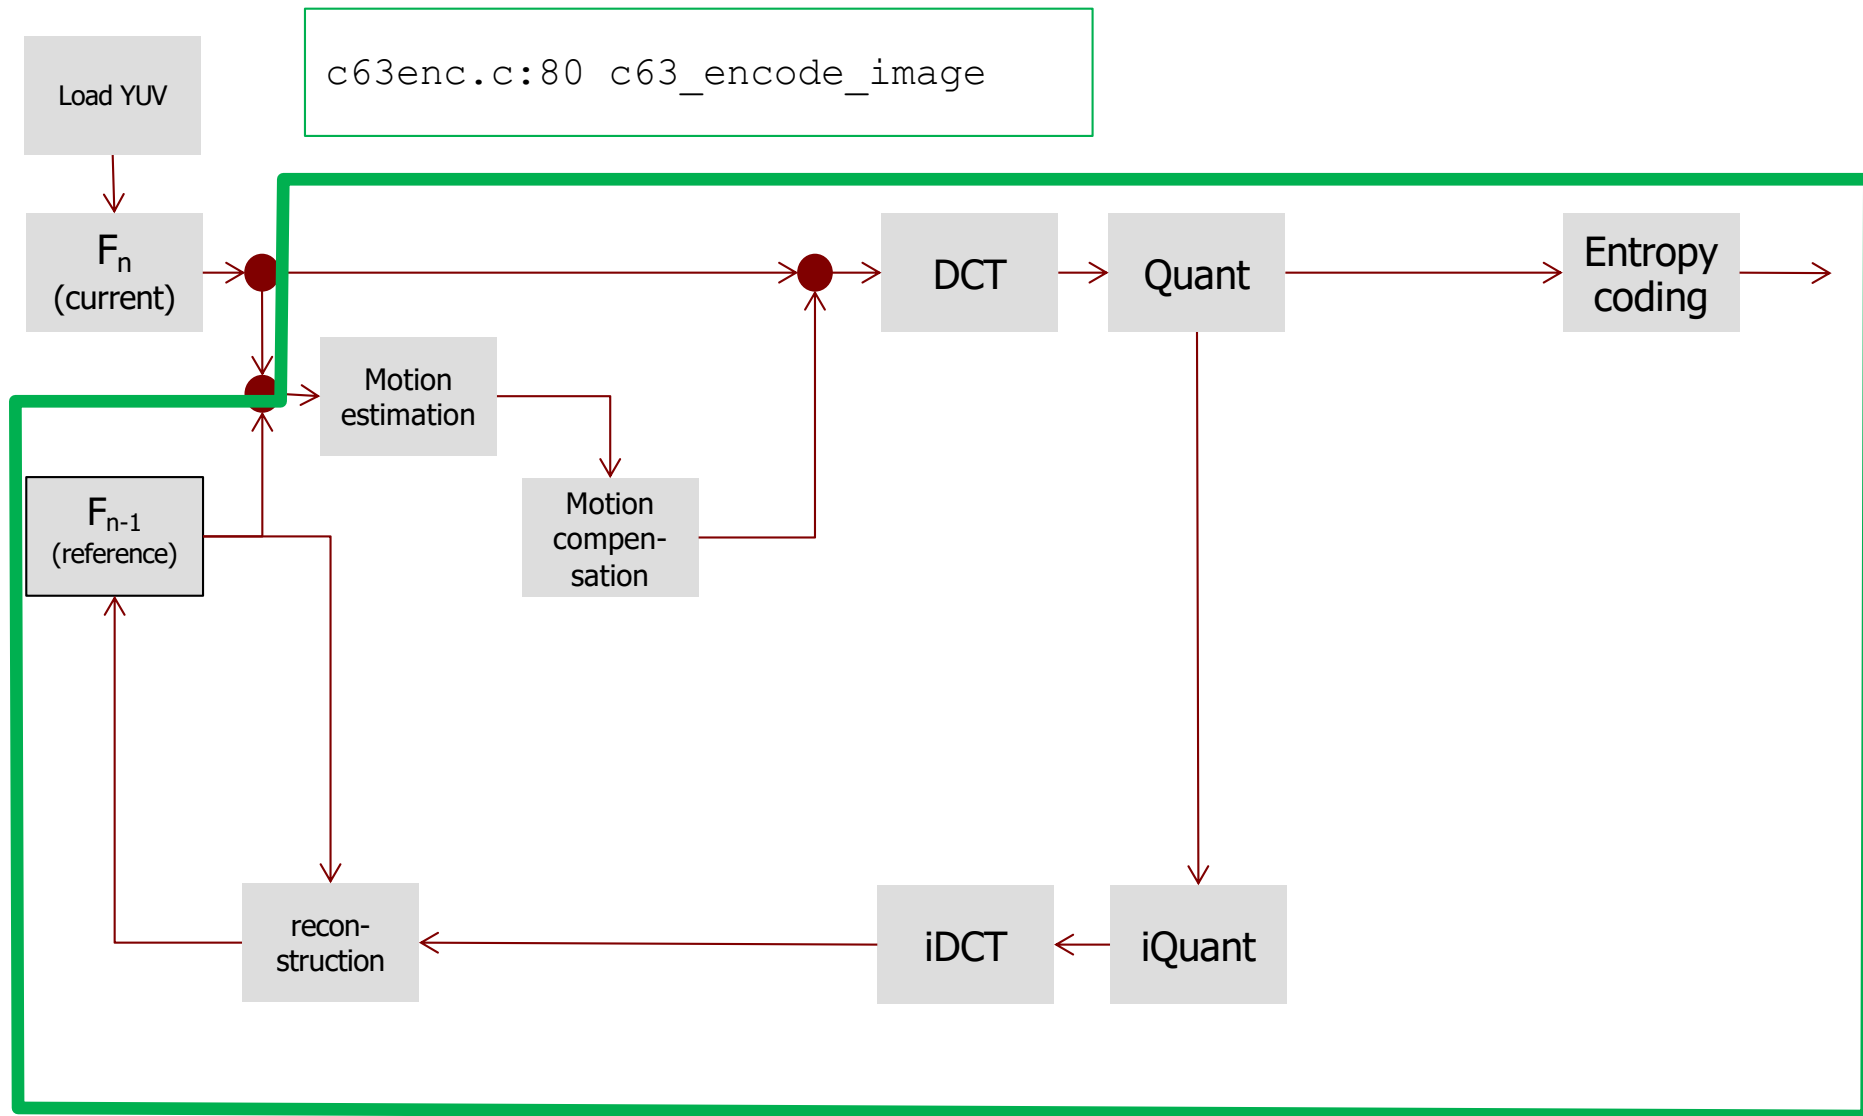 c63enc.c:80 c63_encode_image
Load YUV
Fn
(current)
DCT
Quant
Entropy
coding
Motion
estimation
Fn-1
(reference)
Motion
compen-
sation
recon-
struction
iDCT
iQuant